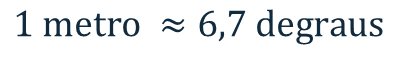 1 metro ≈ 6,7 degraus